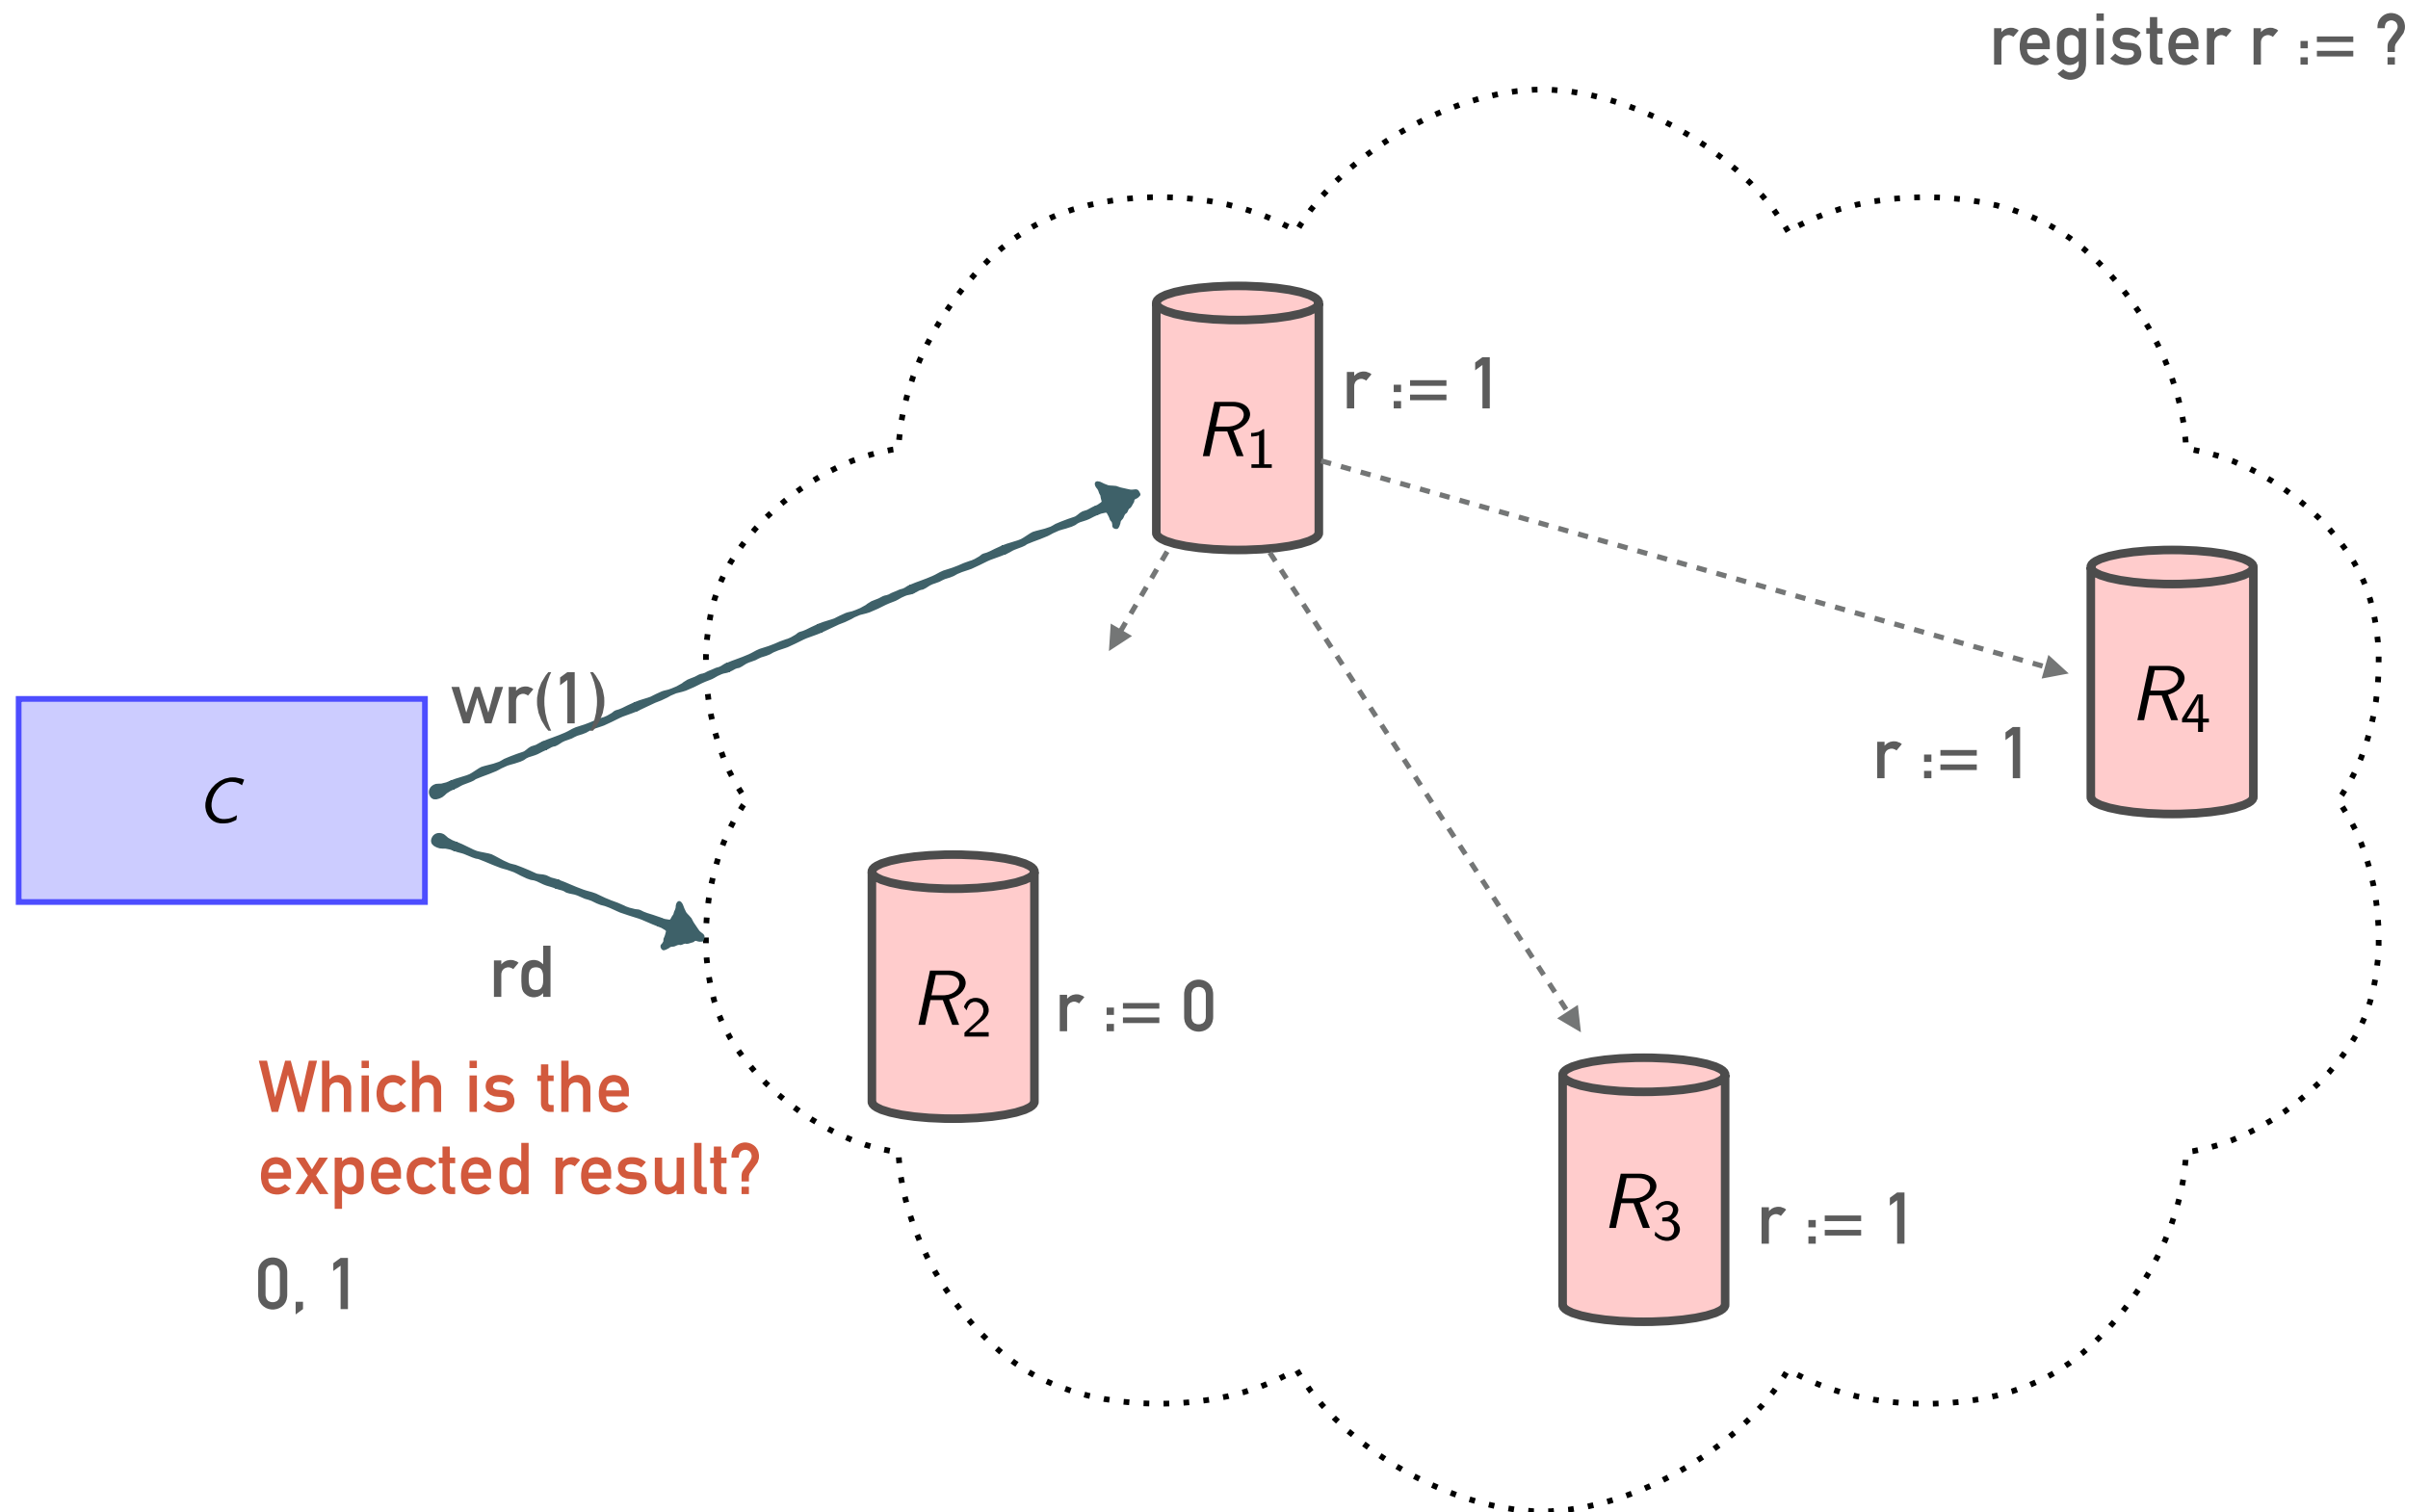 register r := ?
R1
r := 1
R4
r := 1
wr(1)
C
rd
R2
r := 0
Which is the
expected result?
0, 1
R3
r := 1